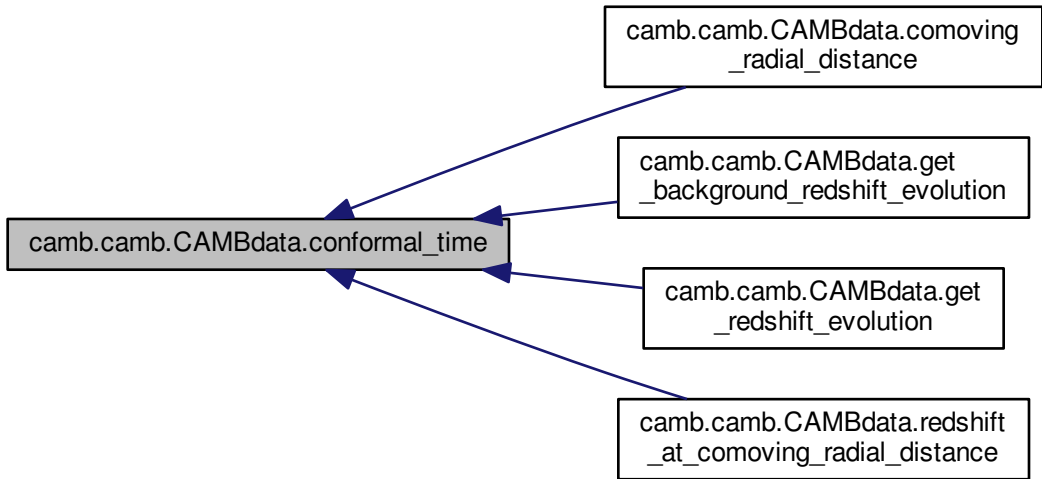 camb.camb.CAMBdata.comoving
_radial_distance
camb.camb.CAMBdata.get
_background_redshift_evolution
camb.camb.CAMBdata.conformal_time
camb.camb.CAMBdata.get
_redshift_evolution
camb.camb.CAMBdata.redshift
_at_comoving_radial_distance